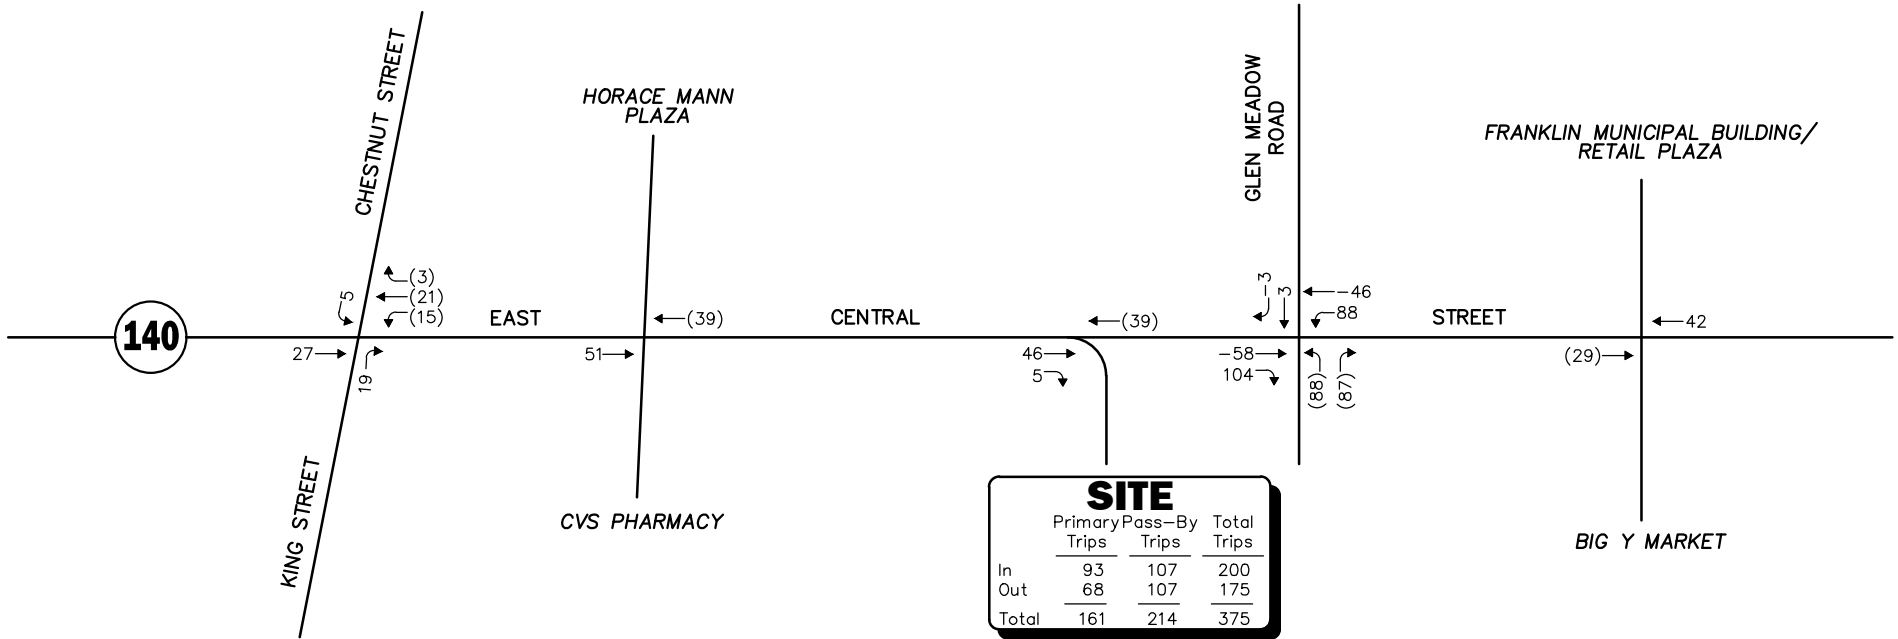 CHESTNUT STREET
HORACE MANN
PLAZA
GLEN MEADOW
ROAD
FRANKLIN MUNICIPAL BUILDING/
RETAIL PLAZA
140
5
(3)
(21)
(15)
EAST
(39)
CENTRAL
(39)
-3
3
-46
88
STREET
42
27
19
51
46
5
-58
104
(88)
(87)
(29)
KING STREET
CVS PHARMACY
BIG Y MARKET
SITE
Primary Pass-By Total
Trips Trips Trips
In 93 107 200
Out 68 107 175
Total 161 214 375